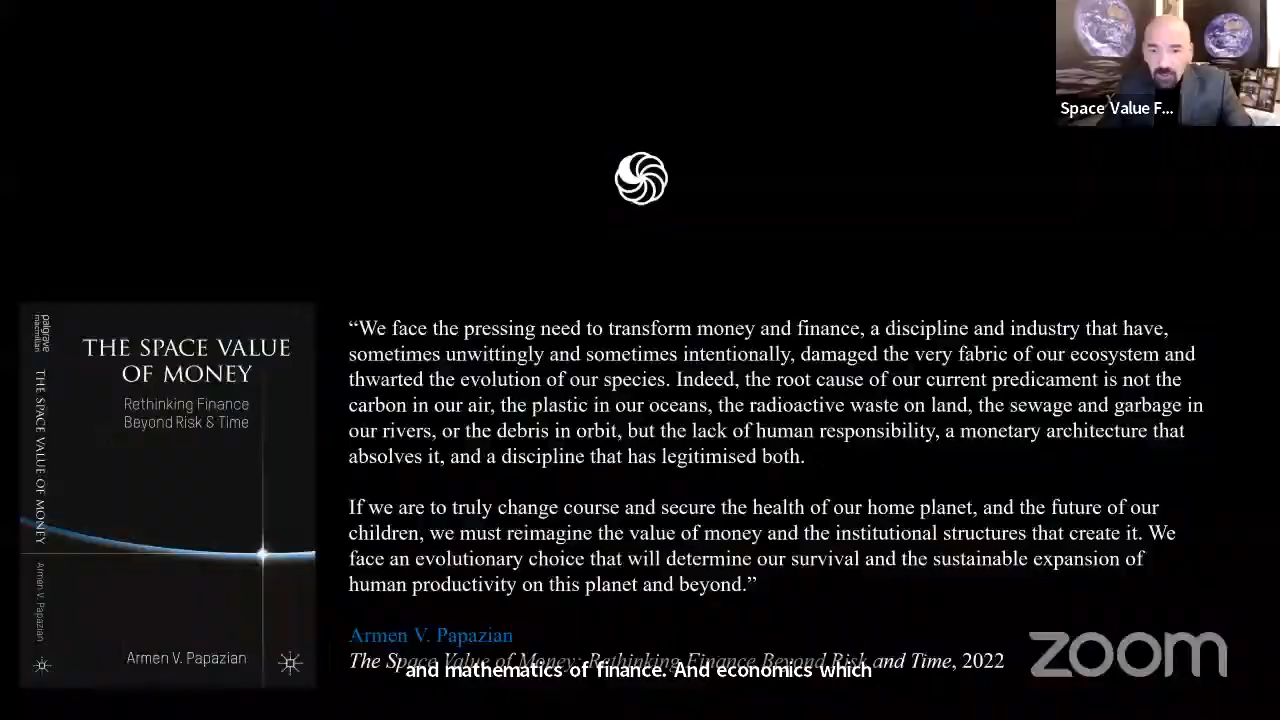 Space Value F...
palgrave
macmillan
THE SPACE VALUE OF MONEY
Armen V. Papazian
THE SPACE VALUE
OF MONEY
Rethinking Finance
Beyond Risk & Time
Armen V. Papazian
“We face the pressing need to transform money and finance, a discipline and industry that have,
sometimes unwittingly and sometimes intentionally, damaged the very fabric of our ecosystem and
thwarted the evolution of our species. Indeed, the root cause of our current predicament is not the
carbon in our air, the plastic in our oceans, the radioactive waste on land, the sewage and garbage in
our rivers, or the debris in orbit, but the lack of human responsibility, a monetary architecture that
absolves it, and a discipline that has legitimised both.
If we are to truly change course and secure the health of our home planet, and the future of our
children, we must reimagine the value of money and the institutional structures that create it. We
face an evolutionary choice that will determine our survival and the sustainable expansion of
human productivity on this planet and beyond.”
Armen V. Papazian
The Space Value of Money: Rethinking Finance Beyond Risk and Time, 2022
and mathematics of finance. And economics which
zoom